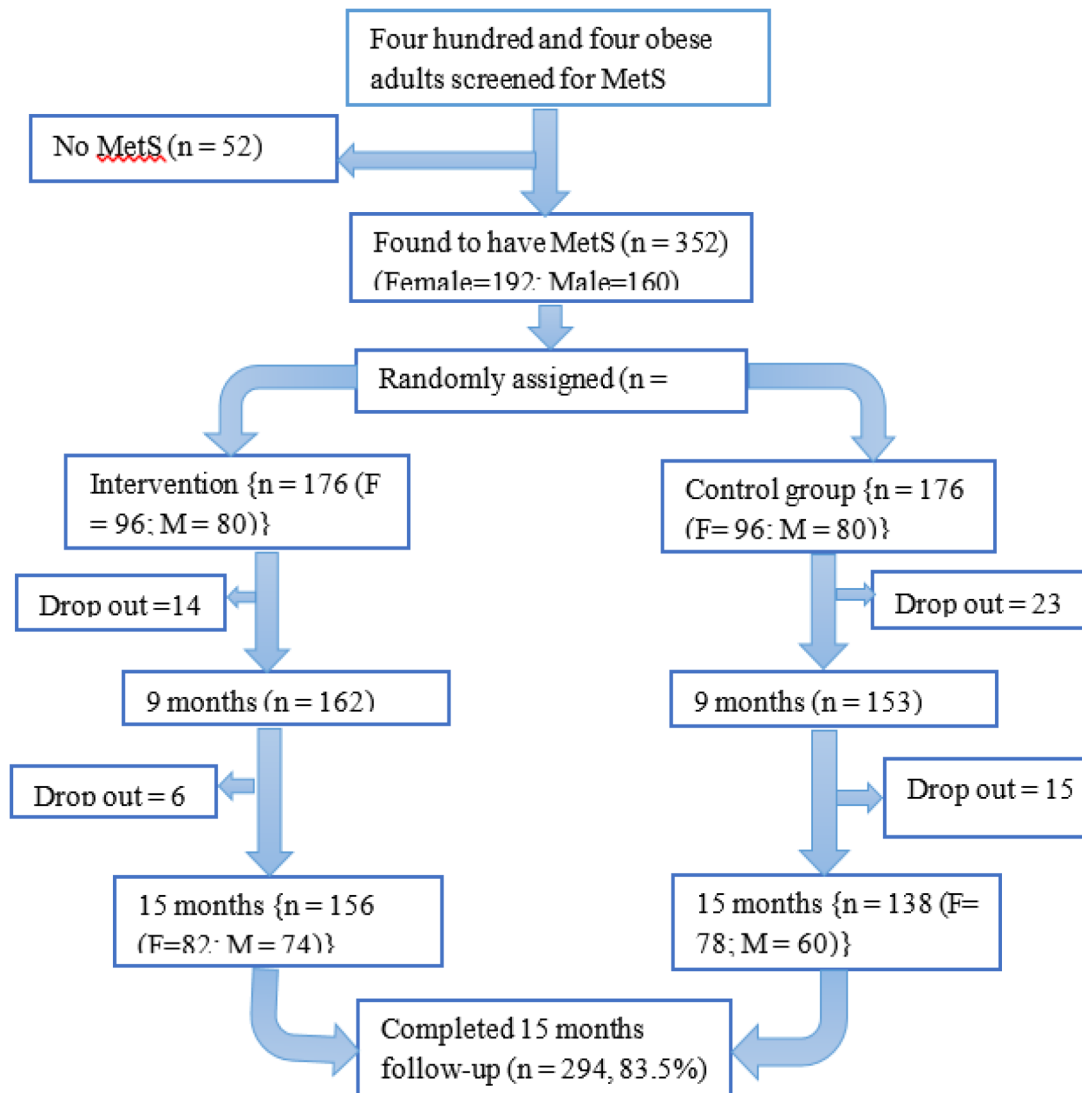 Four hundred and four obese
adults screened for MetS
No MetS (n = 52)
Found to have MetS (n = 352)
(Female=192; Male=160)
Randomly assigned (n =
Intervention {n = 176 (F
= 96; M = 80)}
Control group {n = 176
(F= 96; M = 80)}
Drop out =14
Drop out = 23
9 months (n = 162)
9 months (n = 153)
Drop out = 6
Drop out = 15
15 months {n = 156
(F=82; M = 74)}
15 months {n = 138 (F=
78; M = 60)}
Completed 15 months
follow-up (n = 294, 83.5%)